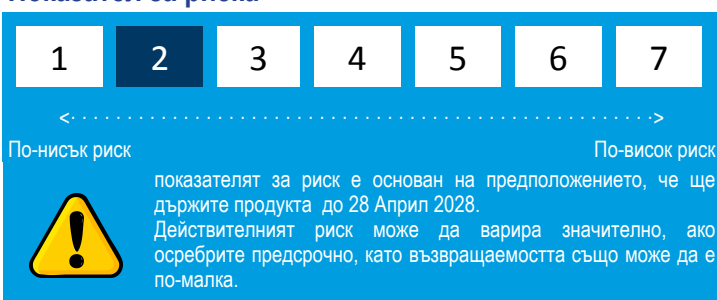 1 2 3 4 5 6 7
<· · · · · · · · · · · · · · · · · · · · · · · · · · · · · · · · · · · · · · · · · · · · · · · · · · · · · · ·>
По-нисък риск По-висок риск
показателят за риск е основан на предположението, че ще
държите продукта до 28 Април 2028.
Действителният риск може да варира значително, ако
осребрите предсрочно, като възвращаемостта също може да е
по-малка.